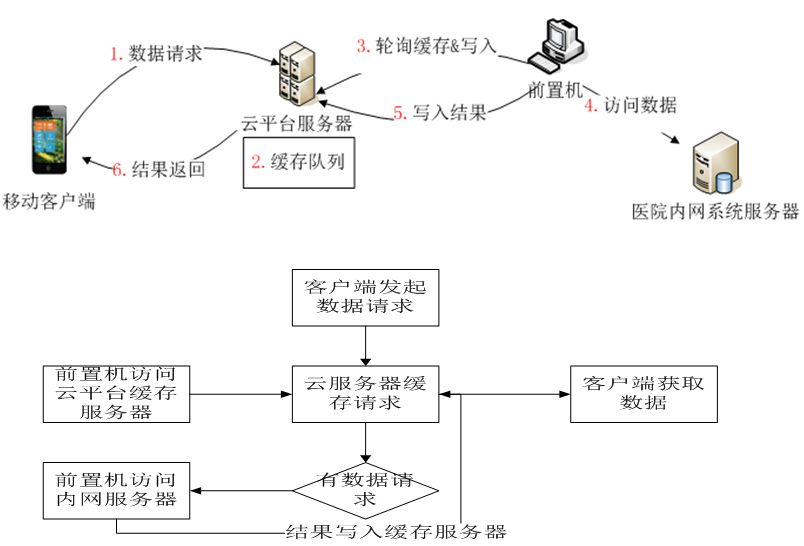 1.数据请求
3.轮询缓存&写入
前置机
4.访问数据
5.写入结果
云平台服务器
2.缓存队列
6.结果返回
移动客户端
医院内网系统服务器
客户端发起
数据请求
前置机访问
云平台缓存
服务器
云服务器缓
存请求
客户端获取
数据
前置机访问
内网服务器
有数据请
求
结果写入缓存服务器